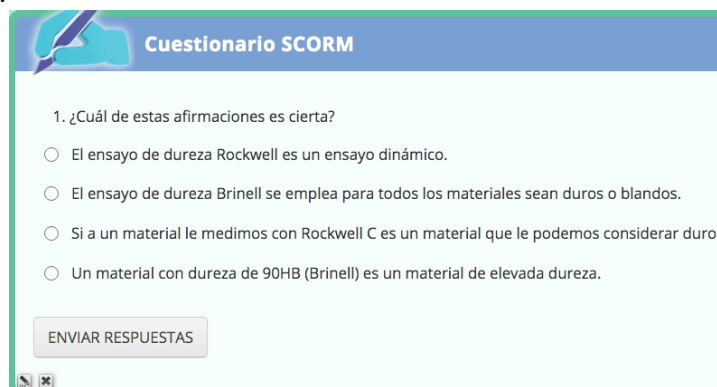 Cuestionario SCORM
1. ¿Cuál de estas afirmaciones es cierta?
El ensayo de dureza Rockwell es un ensayo dinámico.
El ensayo de dureza Brinell se emplea para todos los materiales sean duros o blandos.
Si a un material le medimos con Rockwell C es un material que le podemos considerar duro
Un material con dureza de 90HB (Brinell) es un material de elevada dureza.
ENVIAR RESPUESTAS